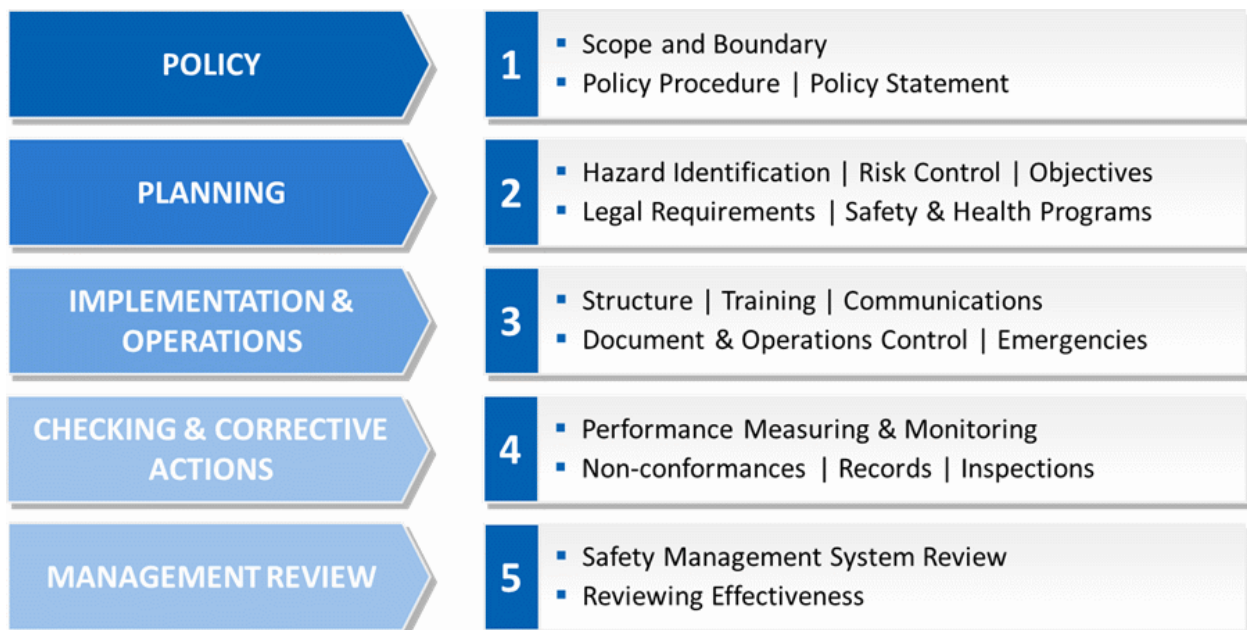 POLICY
1
▪ Scope and Boundary
▪ Policy Procedure | Policy Statement
PLANNING
2
▪ Hazard Identification | Risk Control | Objectives
▪ Legal Requirements | Safety & Health Programs
IMPLEMENTATION &
OPERATIONS
3
▪ Structure | Training | Communications
▪ Document & Operations Control | Emergencies
CHECKING & CORRECTIVE
ACTIONS
4
▪ Performance Measuring & Monitoring
▪ Non-conformances | Records | Inspections
MANAGEMENT REVIEW
5
▪ Safety Management System Review
▪ Reviewing Effectiveness